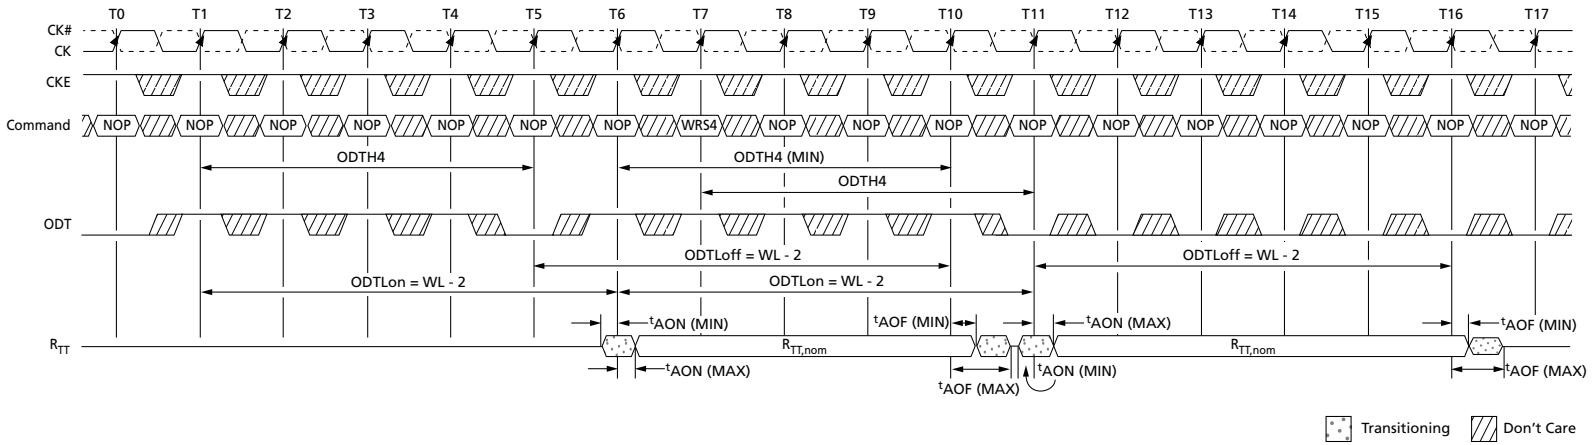 T0 T1 T2 T3 T4 T5 T6 T7 T8 T9 T10 T11 T12 T13 T14 T15 T16 T17
CK#
CK
CKE
Command NOP NOP NOP NOP NOP NOP NOP WRS4 NOP NOP NOP NOP NOP NOP NOP NOP NOP NOP
ODTH4 ODTH4 (MIN)
ODTH4
ODT
ODTLoff = WL - 2 ODTLoff = WL - 2
ODTLon = WL - 2 ODTLon = WL - 2
tAON (MIN) tAOF (MIN) tAON (MAX) tAOF (MIN)
RTT RTT,nom RTT,nom
tAON (MAX) tAON (MIN) tAOF (MAX)
tAOF (MAX)
Transitioning Don't Care